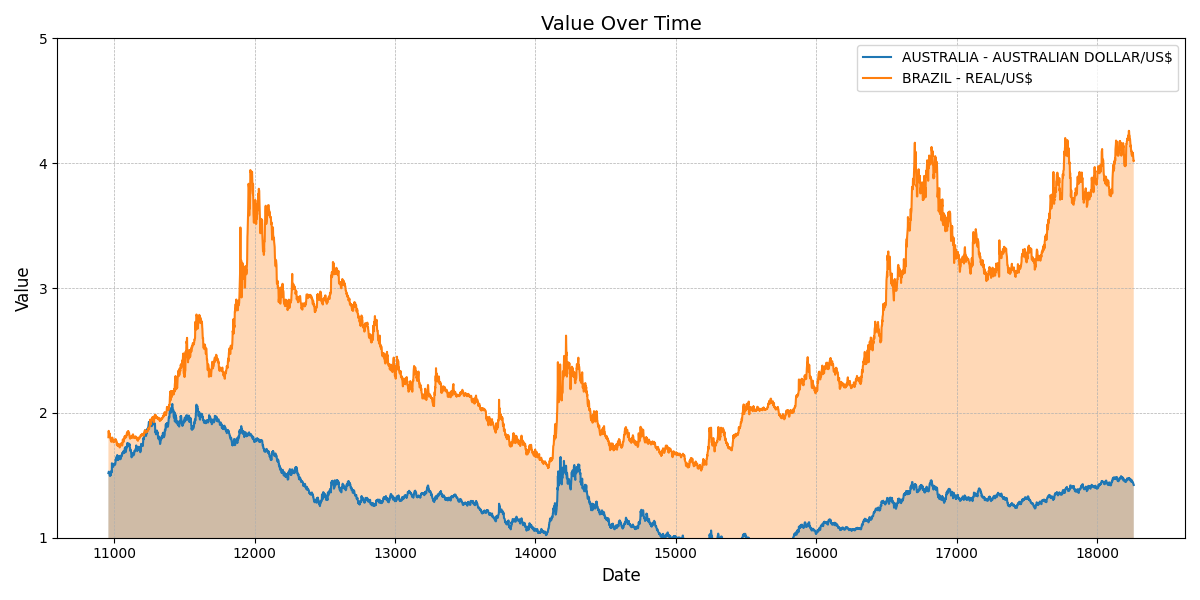 Value Over Time
AUSTRALIA - AUSTRALIAN DOLLAR/US$
BRAZIL - REAL/US$
Value
5
4
3
2
1
11000 12000 13000 14000 15000 16000 17000 18000
Date